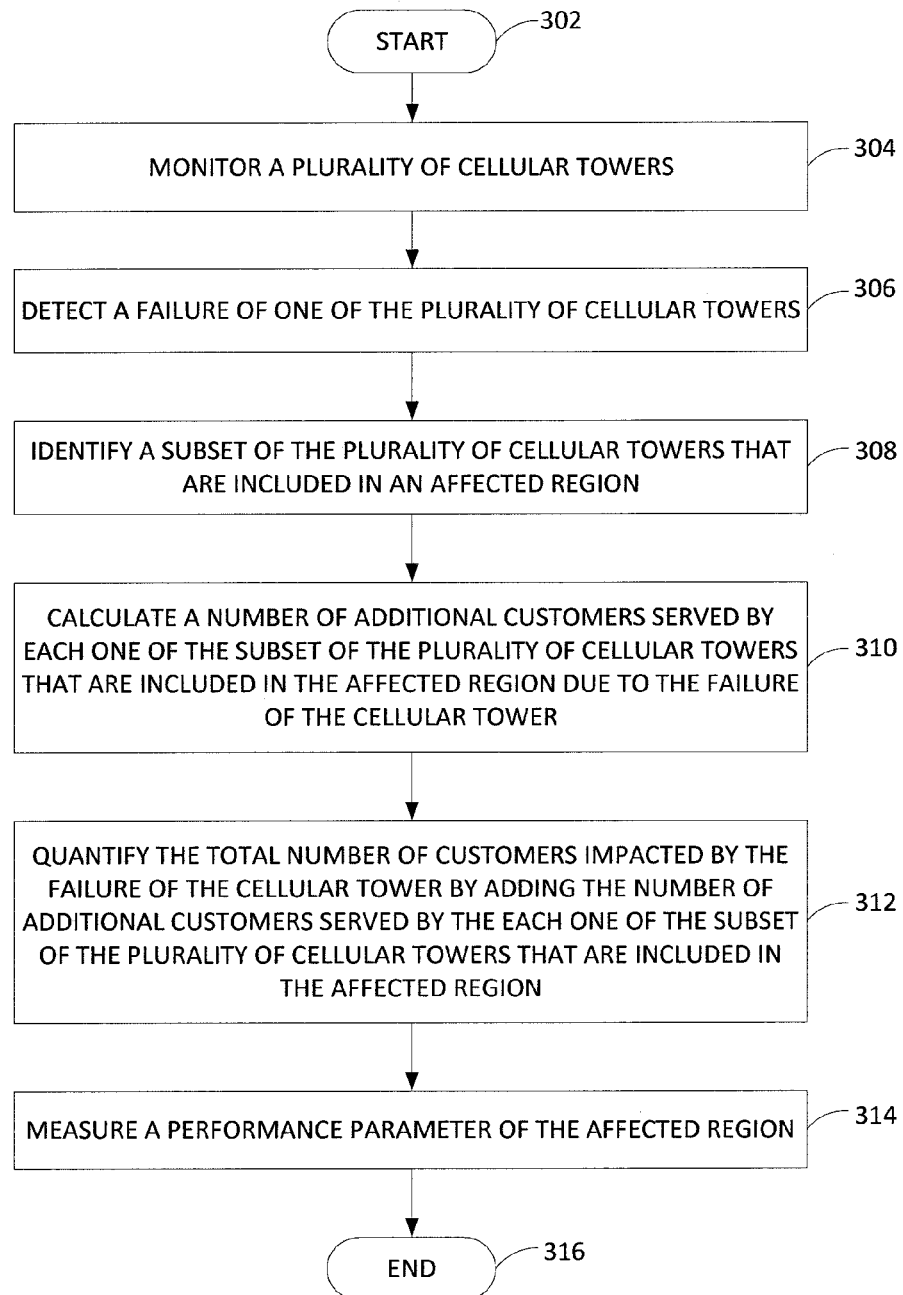 START
302
MONITOR A PLURALITY OF CELLULAR TOWERS
304
DETECT A FAILURE OF ONE OF THE PLURALITY OF CELLULAR TOWERS
306
IDENTIFY A SUBSET OF THE PLURALITY OF CELLULAR TOWERS THAT
ARE INCLUDED IN AN AFFECTED REGION
308
CALCULATE A NUMBER OF ADDITIONAL CUSTOMERS SERVED BY
EACH ONE OF THE SUBSET OF THE PLURALITY OF CELLULAR TOWERS
THAT ARE INCLUDED IN THE AFFECTED REGION DUE TO THE FAILURE
OF THE CELLULAR TOWER
310
QUANTIFY THE TOTAL NUMBER OF CUSTOMERS IMPACTED BY THE
FAILURE OF THE CELLULAR TOWER BY ADDING THE NUMBER OF
ADDITIONAL CUSTOMERS SERVED BY THE EACH ONE OF THE SUBSET
OF THE PLURALITY OF CELLULAR TOWERS THAT ARE INCLUDED IN
THE AFFECTED REGION
312
MEASURE A PERFORMANCE PARAMETER OF THE AFFECTED REGION
314
END
316